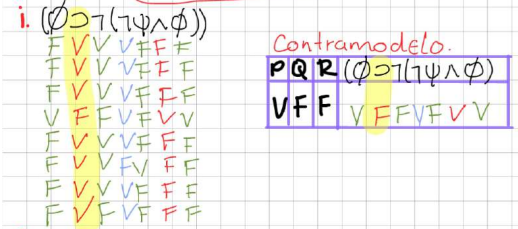 i. (∅⊃¬(¬ψ∧∅))
F V V V F F F
F V V V F F F
F V V V F F F
V F F V F V V
F V V V F F F
F V V F V F F
F V V V F F F
F V F V F F F
Contramodelo.
P Q R (∅⊃¬(¬ψ∧∅)
V F F V F F V F V V